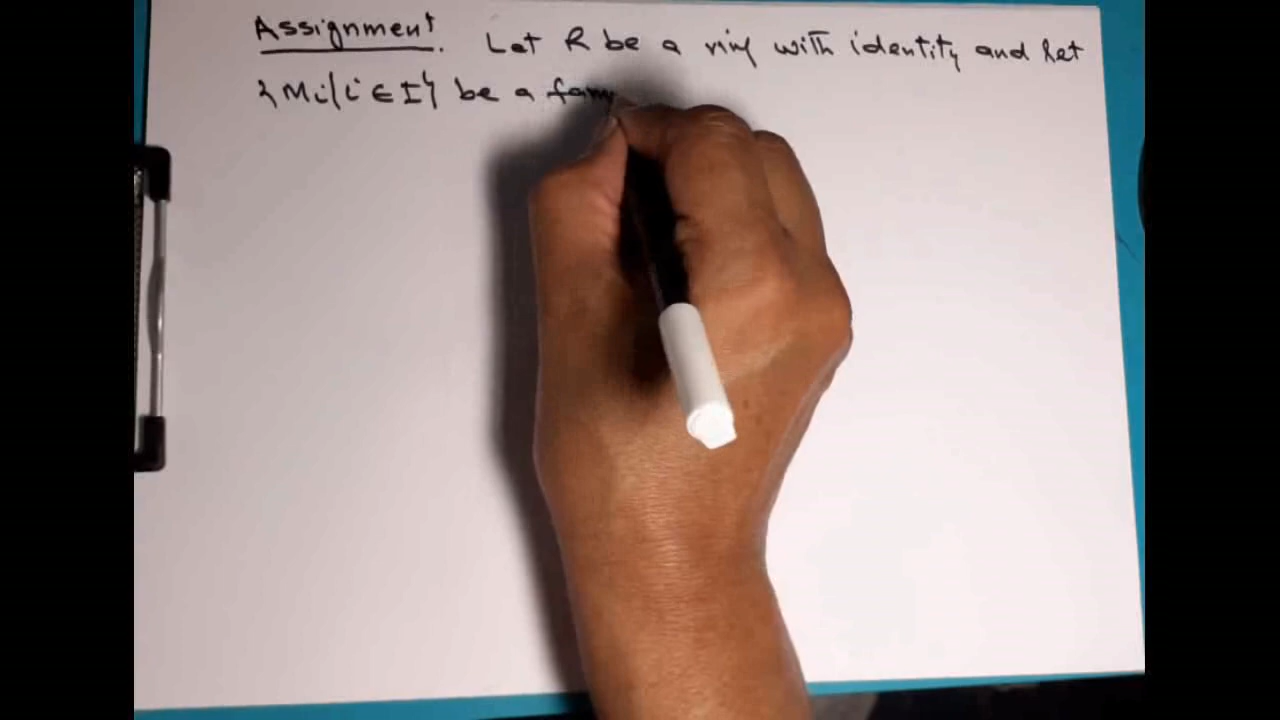 Assignment. Let R be a ring with identity and let
{Mi | i ∈ I} be a fam